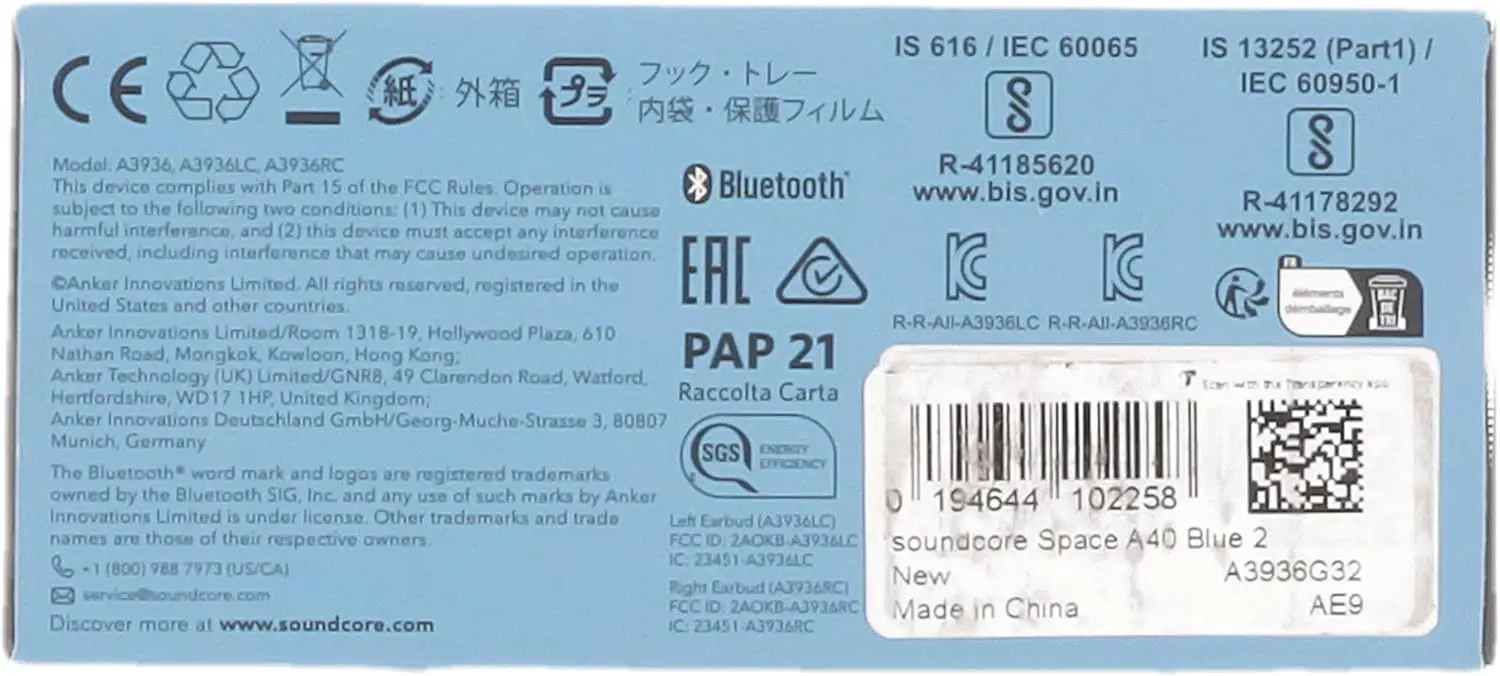 CE
紙
: 外箱
プラ
: フック・トレー
内袋・保護フィルム
IS 616 / IEC 60065
R-41185620
www.bis.gov.in
IS 13252 (Part1) /
IEC 60950-1
R-41178292
www.bis.gov.in
Model: A3936, A3936LC, A3936RC
This device complies with Part 15 of the FCC Rules. Operation is
subject to the following two conditions: (1) This device may not cause
harmful interference, and (2) this device must accept any interference
received, including interference that may cause undesired operation.
©Anker Innovations Limited. All rights reserved, registered in the
United States and other countries.
Anker Innovations Limited/Room 1318-19, Hollywood Plaza, 610
Nathan Road, Mongkok, Kowloon, Hong Kong;
Anker Technology (UK) Limited/GNR8, 49 Clarendon Road, Watford,
Hertfordshire, WD17 1HP, United Kingdom;
Anker Innovations Deutschland GmbH/Georg-Muche-Strasse 3, 80807
Munich, Germany
The Bluetooth® word mark and logos are registered trademarks
owned by the Bluetooth SIG, Inc. and any use of such marks by Anker
Innovations Limited is under license. Other trademarks and trade
names are those of their respective owners.
+1 (800) 988 7973 (US/CA)
service@soundcore.com
Discover more at www.soundcore.com
Bluetooth®
EAC
PAP 21
Raccolta Carta
SGS
ENERGY
EFFICIENCY
Left Earbud (A3936LC)
FCC ID: 2AOKB-A3936LC
IC: 23451-A3936LC
Right Earbud (A3936RC)
FCC ID: 2AOKB-A3936RC
IC: 23451-A3936RC
R-R-AII-A3936LC
R-R-AII-A3936RC
FR
éléments
d'emballage
BAC
DE
TRI
Scan with the Transparency app
0 194644 102258
soundcore Space A40 Blue 2
New
A3936G32
Made in China
AE9